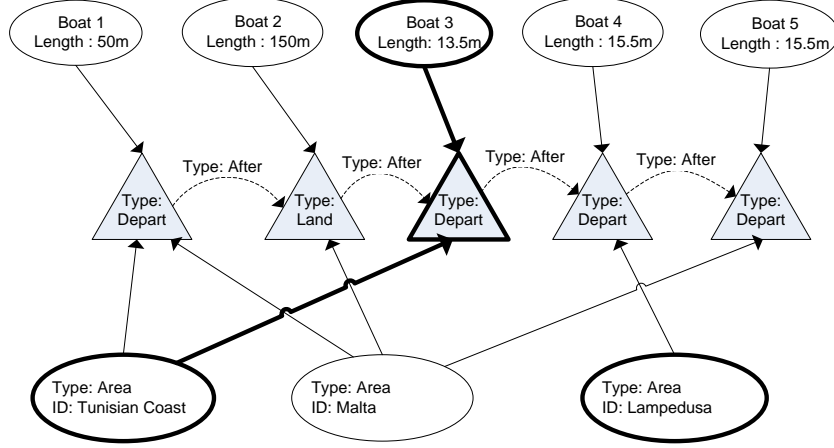 Boat 1
Length : 50m
Boat 2
Length : 150m
Boat 3
Length: 13.5m
Boat 4
Length : 15.5m
Boat 5
Length : 15.5m
Type: After
Type: After
Type: After
Type: After
Type:
Depart
Type:
Land
Type:
Depart
Type:
Depart
Type:
Depart
Type: Area
ID: Tunisian Coast
Type: Area
ID: Malta
Type: Area
ID: Lampedusa